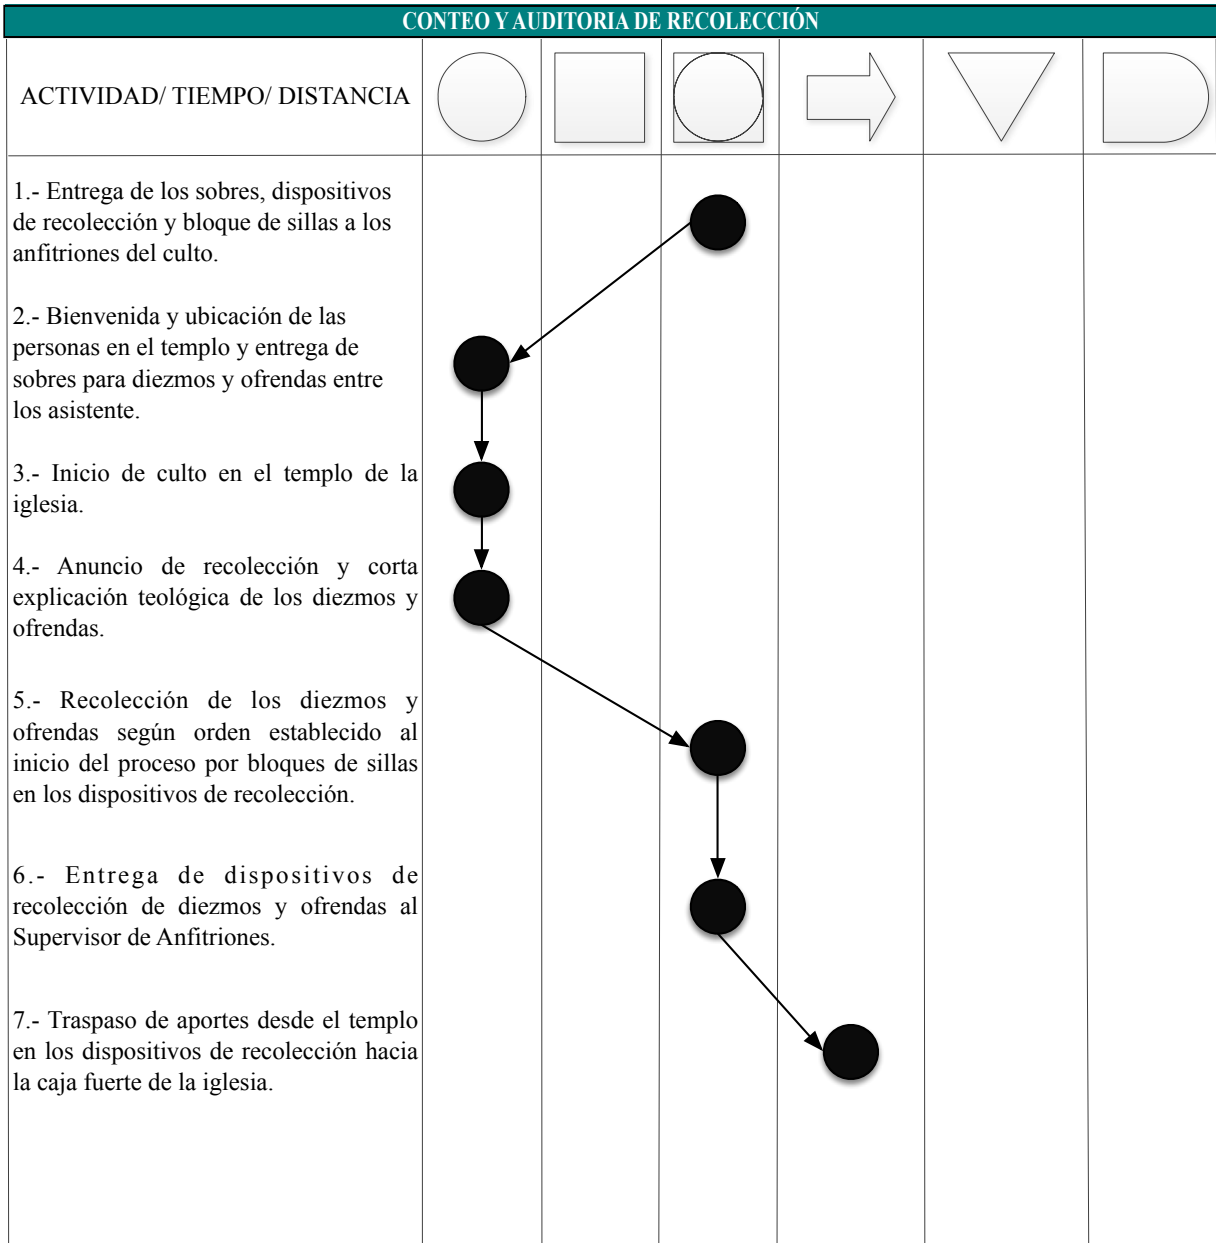 CONTEO Y AUDITORIA DE RECOLECCIÓN
ACTIVIDAD/ TIEMPO/ DISTANCIA
1.- Entrega de los sobres, dispositivos
de recolección y bloque de sillas a los
anfitriones del culto.
2.- Bienvenida y ubicación de las
personas en el templo y entrega de
sobres para diezmos y ofrendas entre
los asistente.
3.- Inicio de culto en el templo de la
iglesia.
4.- Anuncio de recolección y corta
explicación teológica de los diezmos y
ofrendas.
5.- Recolección de los diezmos y
ofrendas según orden establecido al
inicio del proceso por bloques de sillas
en los dispositivos de recolección.
6.- Entrega de dispositivos de
recolección de diezmos y ofrendas al
Supervisor de Anfitriones.
7.- Traspaso de aportes desde el templo
en los dispositivos de recolección hacia
la caja fuerte de la iglesia.